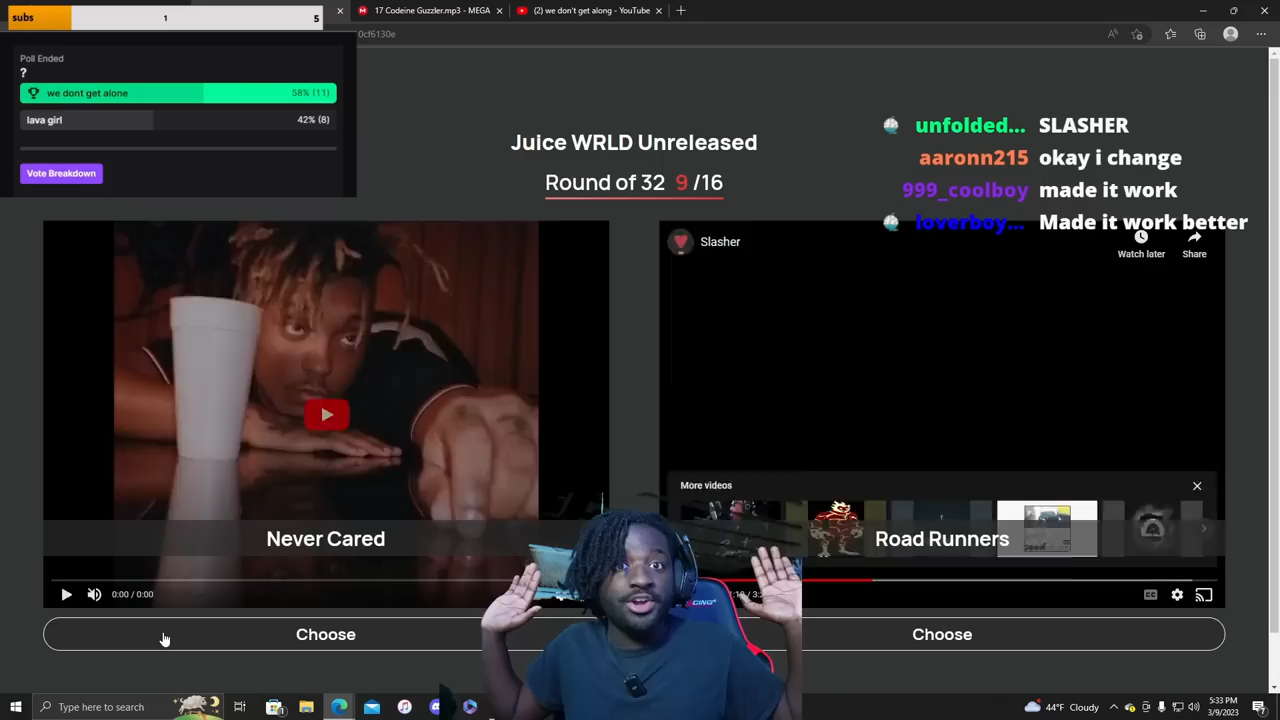 subs 1 5
17 Codeine Guzzler.mp3 - MEGA
(2) we don't get along - YouTube
0cf6130e
Poll Ended
?
we dont get alone 58% (11)
lava girl 42% (8)
Vote Breakdown
Juice WRLD Unreleased
Round of 32 9 /16
unfolded... SLASHER
aaronn215 okay i change
999_coolboy made it work
loverboy... Made it work better
Slasher
Watch later
Share
More videos
Never Cared
Road Runners
0:00 / 0:00
CC
Choose
Choose
Type here to search
44°F Cloudy
5:33 PM
3/9/2023